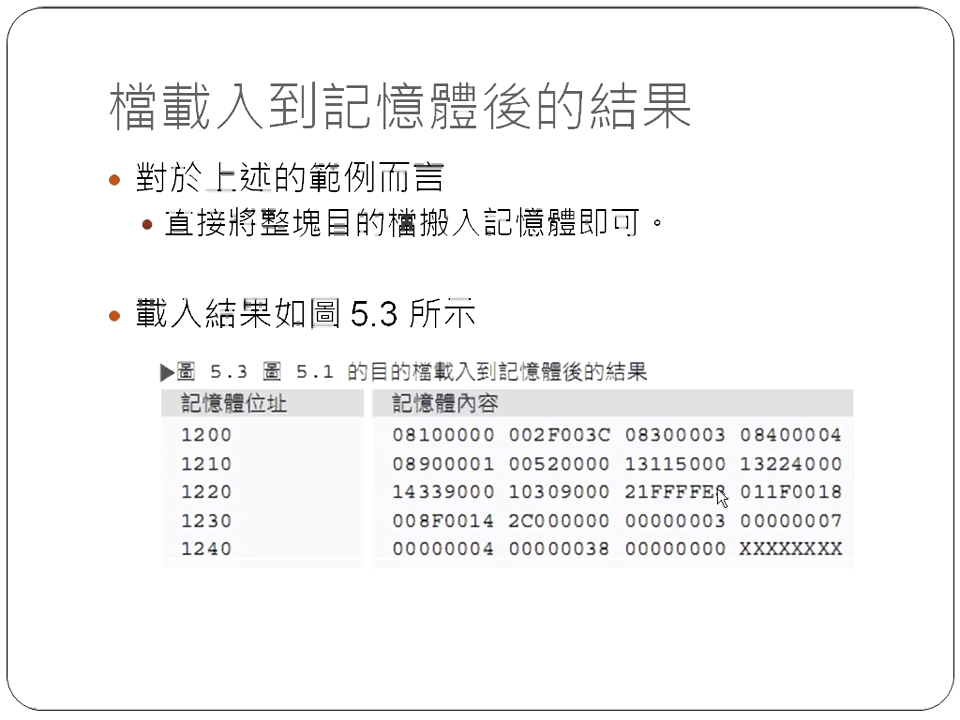 檔載入到記憶體後的結果
對於上述的範例而言
直接將整塊目的檔搬入記憶體即可。
載入結果如圖 5.3 所示
▶圖 5.3 圖 5.1 的目的檔載入到記憶體後的結果
記憶體位址 記憶體內容
1200 08100000 002F003C 08300003 08400004
1210 08900001 00520000 13115000 13224000
1220 14339000 10309000 21FFFFE8 011F0018
1230 008F0014 2C000000 00000003 00000007
1240 00000004 00000038 00000000 XXXXXXXX